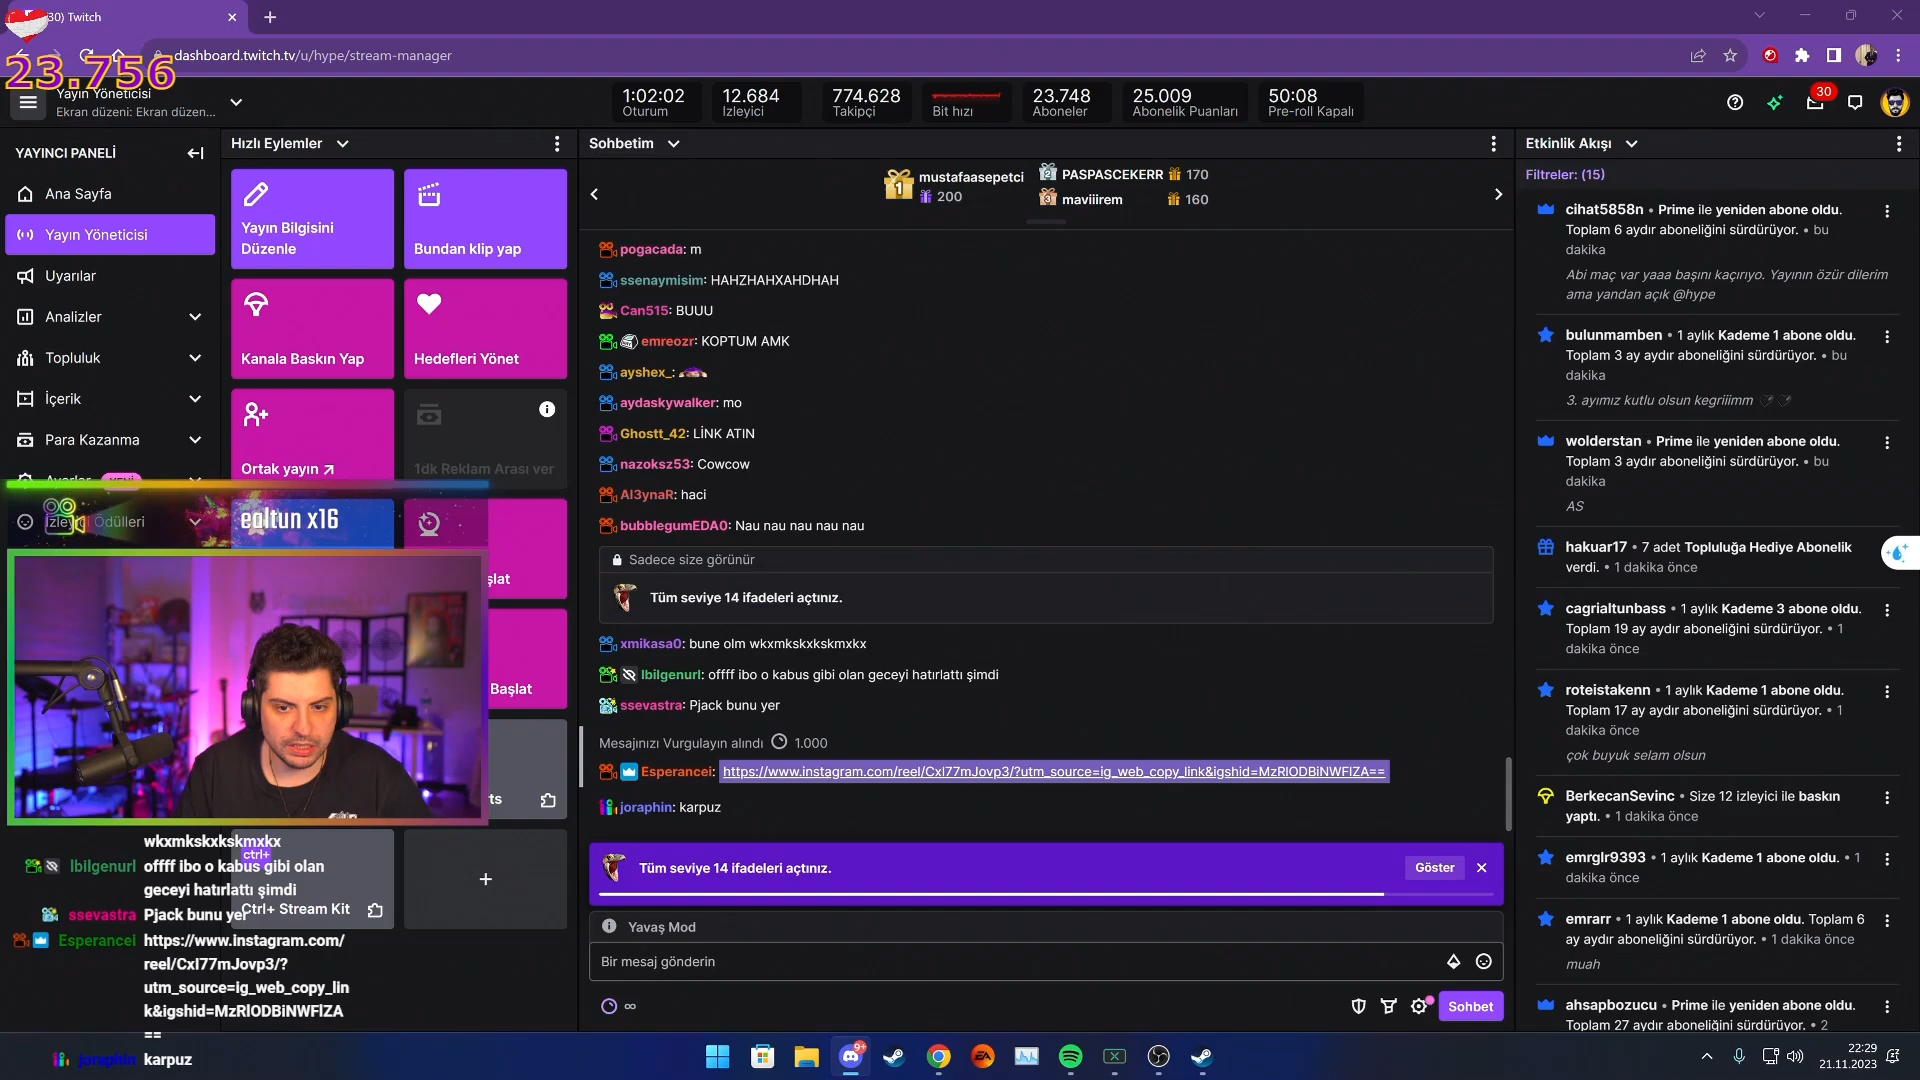 30) Twitch
dashboard.twitch.tv/u/hype/stream-manager
23.756
Yayın Yöneticisi
Ekran düzeni: Ekran düzen...
1:02:02
Oturum
12.684
İzleyici
774.628
Takipçi
Bit hızı
23.748
Aboneler
25.009
Abonelik Puanları
50:08
Pre-roll Kapalı
30
YAYINCI PANELİ
Ana Sayfa
Yayın Yöneticisi
Uyarılar
Analizler
Topluluk
İçerik
Para Kazanma
İzleyici Ödülleri
Hızlı Eylemler
Yayın Bilgisini
Düzenle
Bundan klip yap
Kanala Baskın Yap
Hedefleri Yönet
Ortak yayın
1dk Reklam Arası ver
ealtun x16
şlat
Başlat
ts
ctrl+
Ctrl+ Stream Kit
wkxmkskxkskmxkx
lbilgenurl offff ibo o kabus gibi olan
geceyi hatırlattı şimdi
ssevastra Pjack bunu yer
Esperancei https://www.instagram.com/
reel/CxI77mJovp3/?
utm_source=ig_web_copy_lin
k&igshid=MzRlODBiNWFlZA
==
joraphin karpuz
Sohbetim
1 mustafaasepetci
200
2 PASPASCEKERR 170
3 maviiirem 160
pogacada: m
ssenaymisim: HAHZHAHXAHDHAH
Can515: BUUU
emreozr: KOPTUM AMK
ayshex_:
aydaskywalker: mo
Ghostt_42: LİNK ATIN
nazoksz53: Cowcow
Al3ynaR: haci
bubblegumEDA0: Nau nau nau nau nau
Sadece size görünür
Tüm seviye 14 ifadeleri açtınız.
xmikasa0: bune olm wkxmkskxkskmxkx
lbilgenurl: offff ibo o kabus gibi olan geceyi hatırlattı şimdi
ssevastra: Pjack bunu yer
Mesajınızı Vurgulayın alındı 1.000
Esperancei: https://www.instagram.com/reel/CxI77mJovp3/?utm_source=ig_web_copy_link&igshid=MzRlODBiNWFlZA==
joraphin: karpuz
Tüm seviye 14 ifadeleri açtınız.
Göster
Yavaş Mod
Bir mesaj gönderin
∞
Sohbet
Etkinlik Akışı
Filtreler: (15)
cihat5858n • Prime ile yeniden abone oldu.
Toplam 6 aydır aboneliğini sürdürüyor. • bu
dakika
Abi maç var yaaa başını kaçırıyo. Yayının özür dilerim
ama yandan açık @hype
bulunmamben • 1 aylık Kademe 1 abone oldu.
Toplam 3 ay aydır aboneliğini sürdürüyor. • bu
dakika
3. ayımız kutlu olsun kegriiimm
wolderstan • Prime ile yeniden abone oldu.
Toplam 3 aydır aboneliğini sürdürüyor. • bu
dakika
AS
hakuar17 • 7 adet Topluluğa Hediye Abonelik
verdi. • 1 dakika önce
cagrialtunbass • 1 aylık Kademe 3 abone oldu.
Toplam 19 ay aydır aboneliğini sürdürüyor. • 1
dakika önce
roteistakenn • 1 aylık Kademe 1 abone oldu.
Toplam 17 ay aydır aboneliğini sürdürüyor. • 1
dakika önce
çok buyuk selam olsun
BerkecanSevinc • Size 12 izleyici ile baskın
yaptı. • 1 dakika önce
emrglr9393 • 1 aylık Kademe 1 abone oldu. • 1
dakika önce
emrarr • 1 aylık Kademe 1 abone oldu. Toplam 6
ay aydır aboneliğini sürdürüyor. • 1 dakika önce
muah
ahsapbozucu • Prime ile yeniden abone oldu.
Toplam 27 aydır aboneliğini sürdürüyor. • 2
9+
22:29
21.11.2023